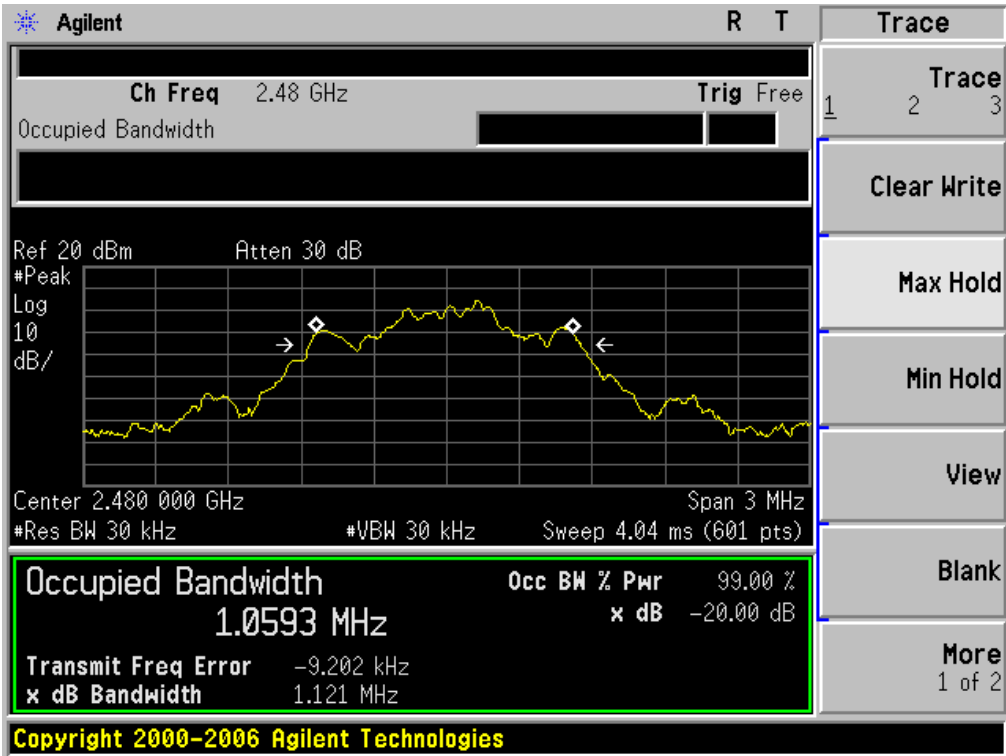 Agilent R T
Trace
Ch Freq 2.48 GHz Trig Free
Occupied Bandwidth
Trace
1 2 3
Clear Write
Max Hold
Min Hold
View
Blank
More
1 of 2
Ref 20 dBm Atten 30 dB
#Peak
Log
10
dB/
Center 2.480 000 GHz Span 3 MHz
#Res BW 30 kHz #VBW 30 kHz Sweep 4.04 ms (601 pts)
Occupied Bandwidth Occ BW % Pwr 99.00 %
1.0593 MHz x dB -20.00 dB
Transmit Freq Error -9.202 kHz
x dB Bandwidth 1.121 MHz
Copyright 2000-2006 Agilent Technologies